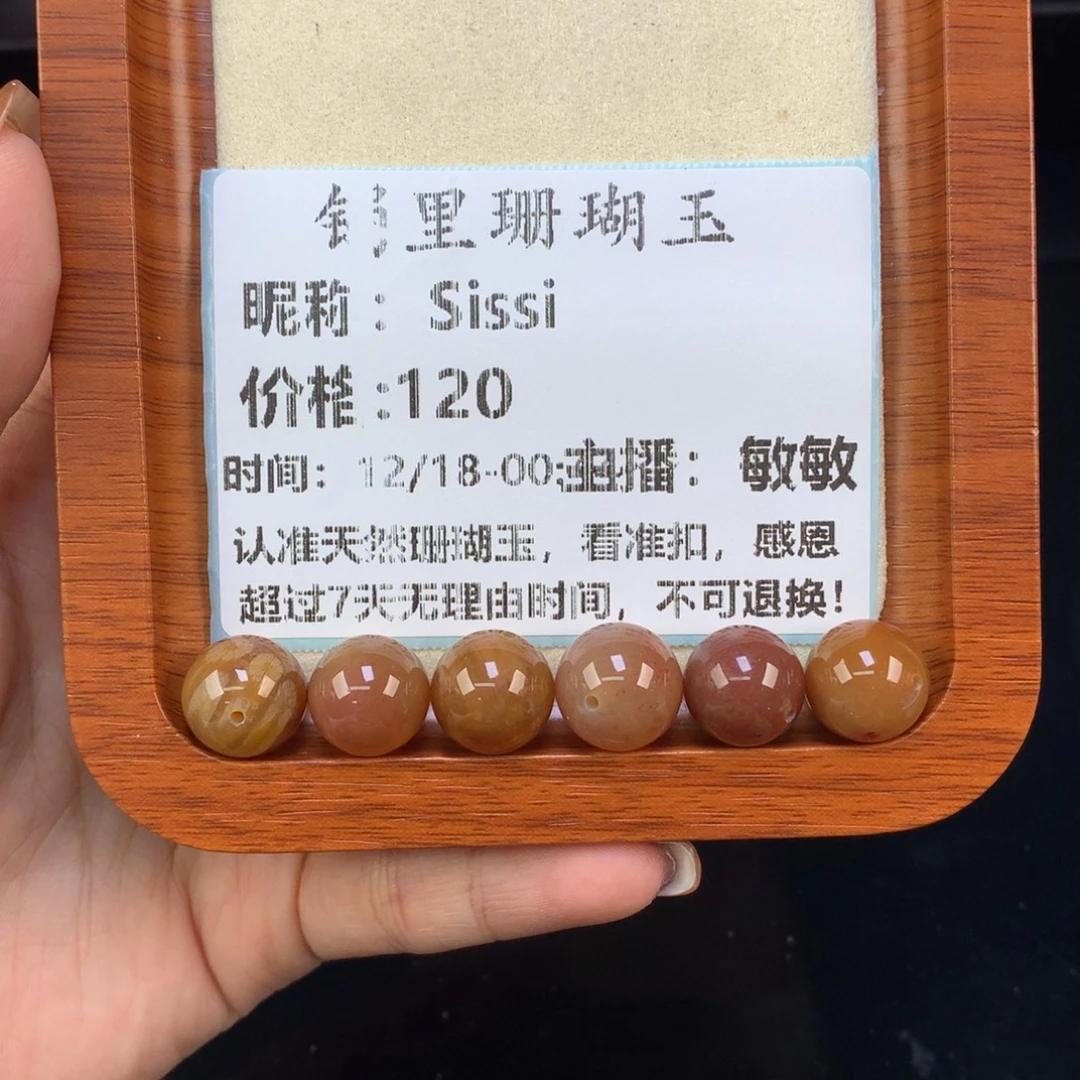 里珊瑚玉
昵称： Sissi
价格:120
时间： 12/18-00: 主播： 敏敏
认准天然珊瑚玉，看准扣，感恩
超过7天无理由时间，不可退换！